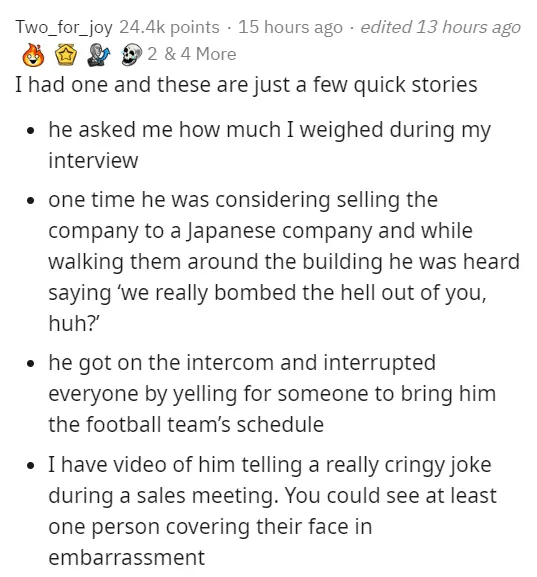 Two_for_joy 24.4k points · 15 hours ago · edited 13 hours ago
2 & 4 More
I had one and these are just a few quick stories
• he asked me how much I weighed during my
interview
• one time he was considering selling the
company to a Japanese company and while
walking them around the building he was heard
saying ‘we really bombed the hell out of you,
huh?’
• he got on the intercom and interrupted
everyone by yelling for someone to bring him
the football team’s schedule
• I have video of him telling a really cringy joke
during a sales meeting. You could see at least
one person covering their face in
embarrassment